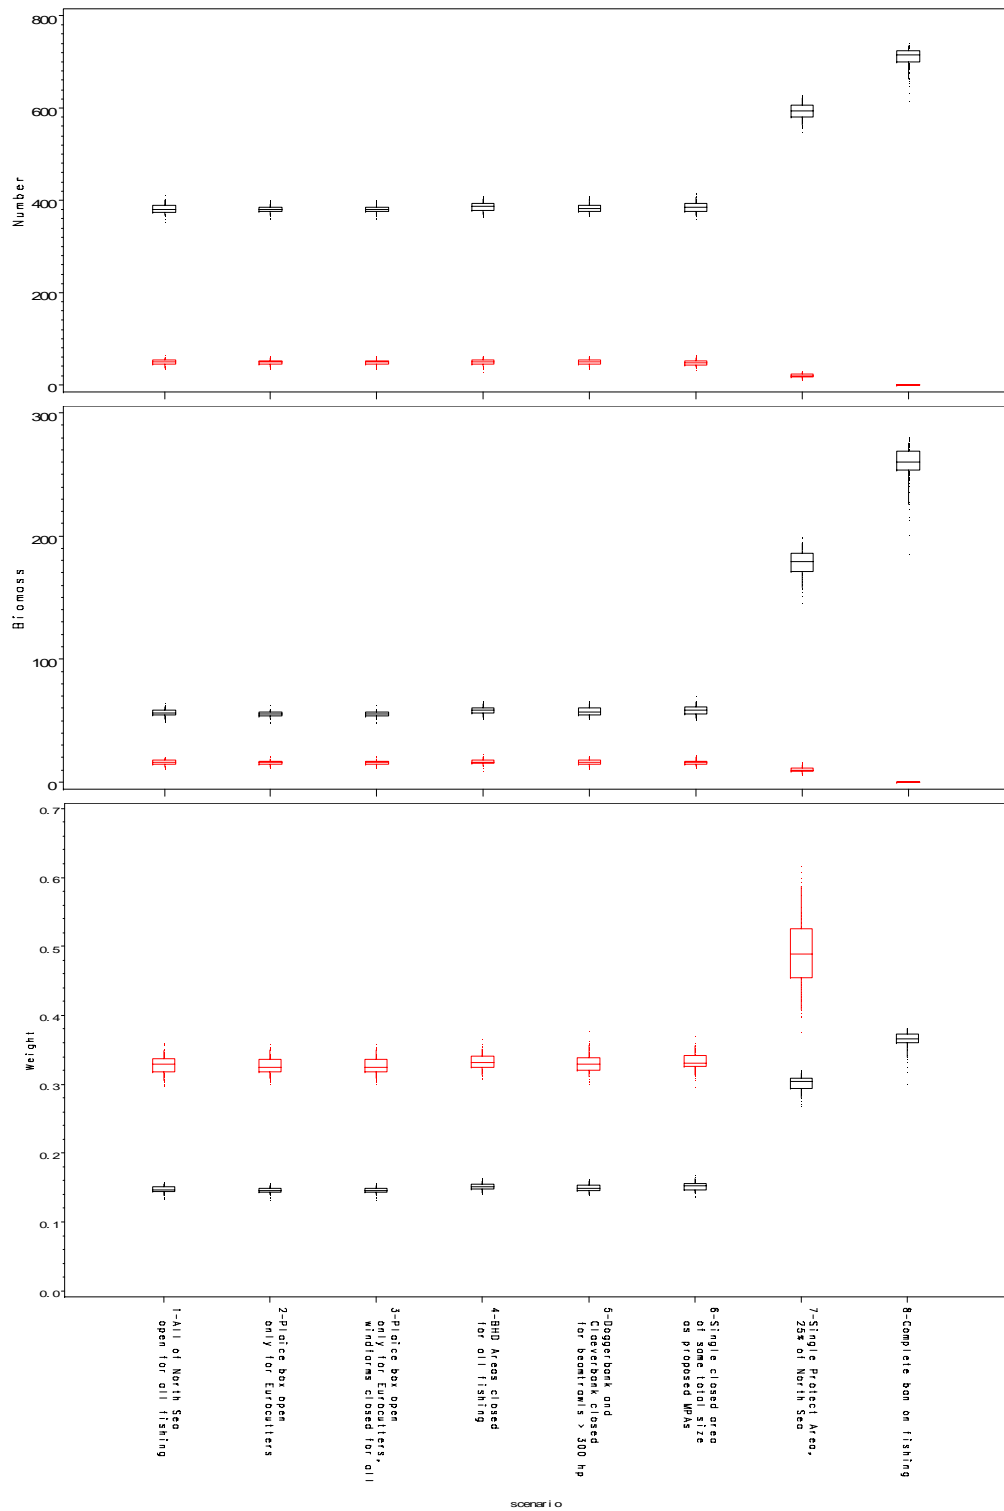 800
600
400
200
0
Number
300
200
100
0
Biomass
0.7
0.6
0.5
0.4
0.3
0.2
0.1
0.0
Weight
1-All of North Sea
open for all fishing
2-Plaice box open
only for Eurocutters
3-Plaice box open
only for Eurocutters,
windfarms closed for all
4-BHD Areas closed
for all fishing
5-Doggerbank and
Cleaverbank closed
for beamtrawls > 300 hp
6-Single closed area
of same total size
as proposed MPAs
7-Single Protect Area,
25% of North Sea
8-Complete ban on fishing
scenario